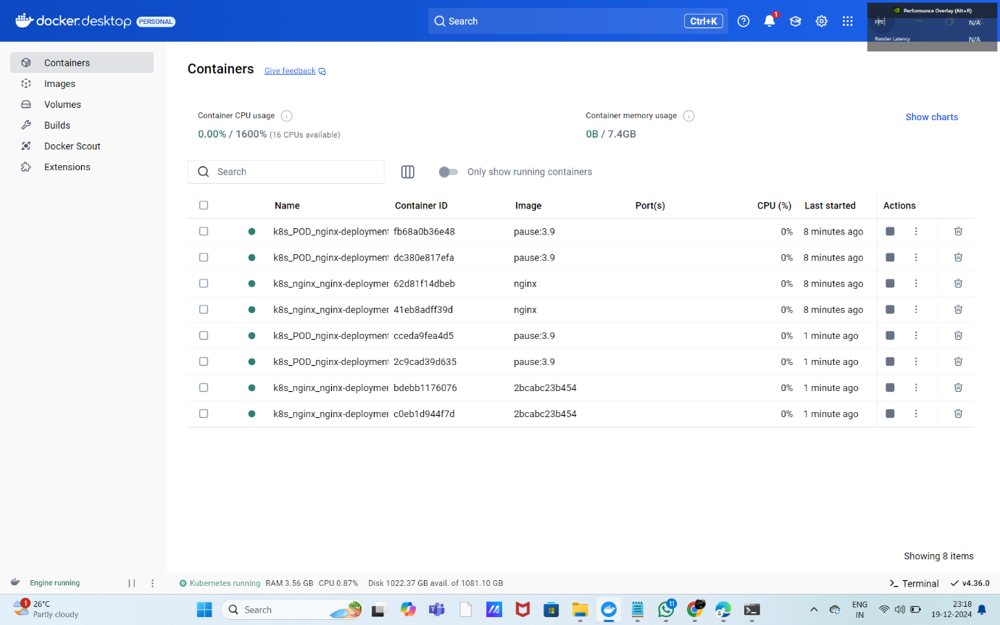 docker.desktop PERSONAL
Search Ctrl+K
1
Performance Overlay (Alt+R)
FPS N/A
Render Latency N/A
Containers
Images
Volumes
Builds
Docker Scout
Extensions
Containers Give feedback
Container CPU usage
0.00% / 1600% (16 CPUs available)
Container memory usage
0B / 7.4GB
Show charts
Search
Only show running containers
Name Container ID Image Port(s) CPU (%) Last started Actions
k8s_POD_nginx-deployment fb68a0b36e48 pause:3.9 0% 8 minutes ago
k8s_POD_nginx-deployment dc380e817efa pause:3.9 0% 8 minutes ago
k8s_nginx_nginx-deploymer 62d81f14dbeb nginx 0% 8 minutes ago
k8s_nginx_nginx-deploymer 41eb8adff39d nginx 0% 8 minutes ago
k8s_POD_nginx-deployment cceda9fea4d5 pause:3.9 0% 1 minute ago
k8s_POD_nginx-deployment 2c9cad39d635 pause:3.9 0% 1 minute ago
k8s_nginx_nginx-deploymer bdebb1176076 2bcabc23b454 0% 1 minute ago
k8s_nginx_nginx-deploymer c0eb1d944f7d 2bcabc23b454 0% 1 minute ago
Showing 8 items
Engine running
Kubernetes running RAM 3.56 GB CPU 0.87% Disk 1022.37 GB avail. of 1081.10 GB
Terminal v4.36.0
1
26°C
Partly cloudy
Search
11
ENG
IN
23:18
19-12-2024